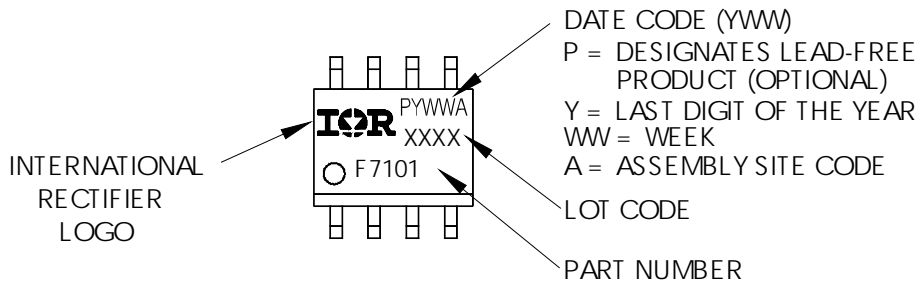 DATE CODE (YWW)
P = DESIGNATES LEAD-FREE
PRODUCT (OPTIONAL)
Y = LAST DIGIT OF THE YEAR
WW = WEEK
A = ASSEMBLY SITE CODE
LOT CODE
PART NUMBER
INTERNATIONAL
RECTIFIER
LOGO
IOR
PYWWA
XXXX
F7101